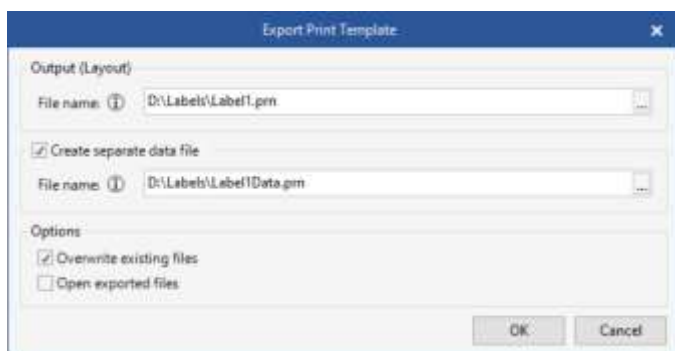 Export Print Template
Output (Layout)
File name: D:\Labels\Label1.prn ...
Create separate data file
File name: D:\Labels\Label1Data.prn ...
Options
Overwrite existing files
Open exported files
OK Cancel